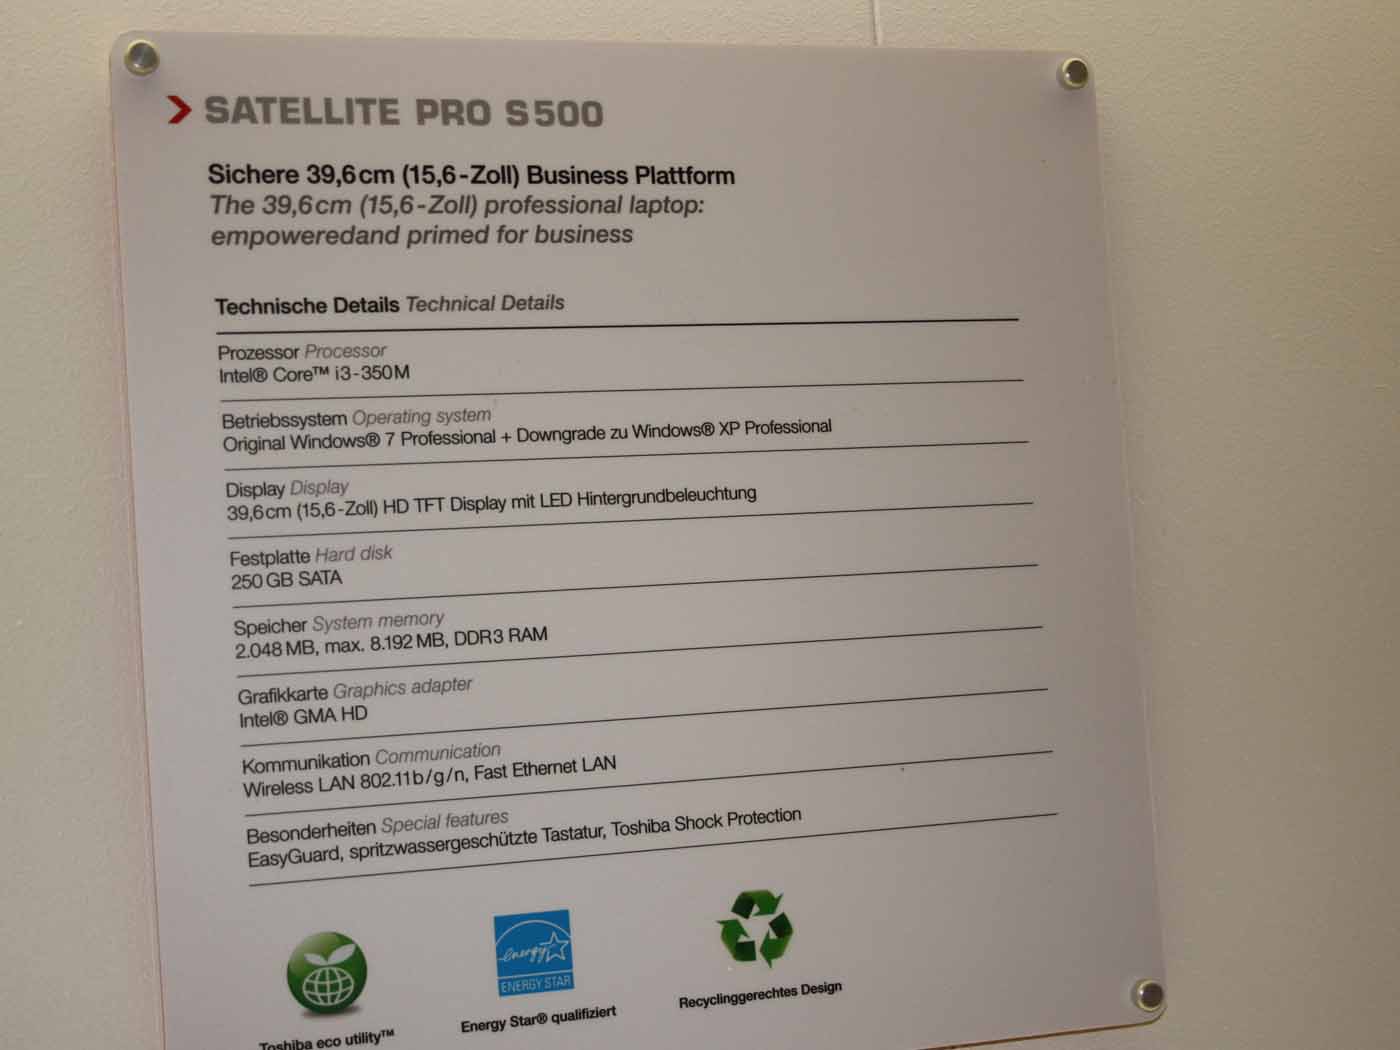 SATELLITE PRO S500
Sichere 39,6cm (15,6-Zoll) Business Plattform
The 39,6cm (15,6-Zoll) professional laptop:
empoweredand primed for business
Technische Details Technical Details
Prozessor Processor
Intel® Core™ i3-350M
Betriebssystem Operating system
Original Windows® 7 Professional + Downgrade zu Windows® XP Professional
Display Display
39,6cm (15,6-Zoll) HD TFT Display mit LED Hintergrundbeleuchtung
Festplatte Hard disk
250 GB SATA
Speicher System memory
2.048 MB, max. 8.192 MB, DDR3 RAM
Grafikkarte Graphics adapter
Intel® GMA HD
Kommunikation Communication
Wireless LAN 802.11b/g/n, Fast Ethernet LAN
Besonderheiten Special features
EasyGuard, spritzwassergeschützte Tastatur, Toshiba Shock Protection
energy
ENERGY STAR
Toshiba eco utility™
Energy Star® qualifiziert
Recyclinggerechtes Design